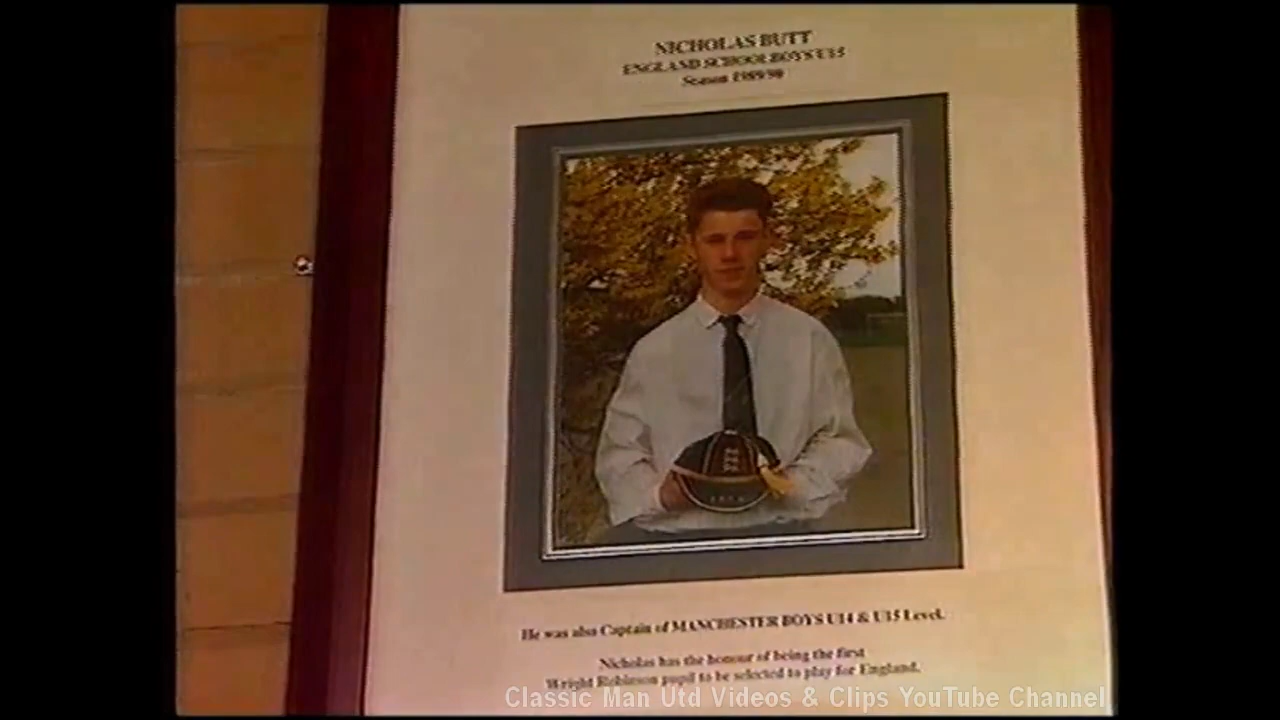 NICHOLAS BUTT
ENGLAND SCHOOLBOYS U15
Season 1989/90
He was also Captain of MANCHESTER BOYS U14 & U15 Level.
Nicholas has the honour of being the first
Wright Robinson pupil to be selected to play for England.
Classic Man Utd Videos & Clips YouTube Channel